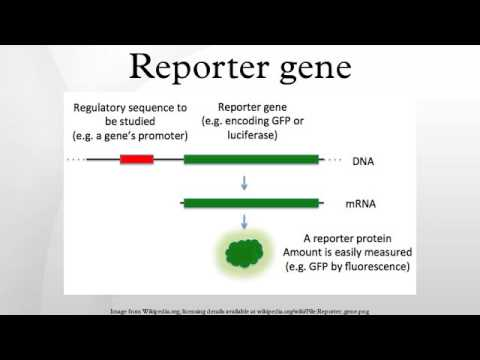 Reporter gene
Regulatory sequence to
be studied
(e.g. a gene's promoter)
Reporter gene
(e.g. encoding GFP or
luciferase)
DNA
mRNA
A reporter protein
Amount is easily measured
(e.g. GFP by fluorescence)
Image from Wikipedia.org, licensing details available at wikipedia.org/wiki/File:Reporter_gene.png